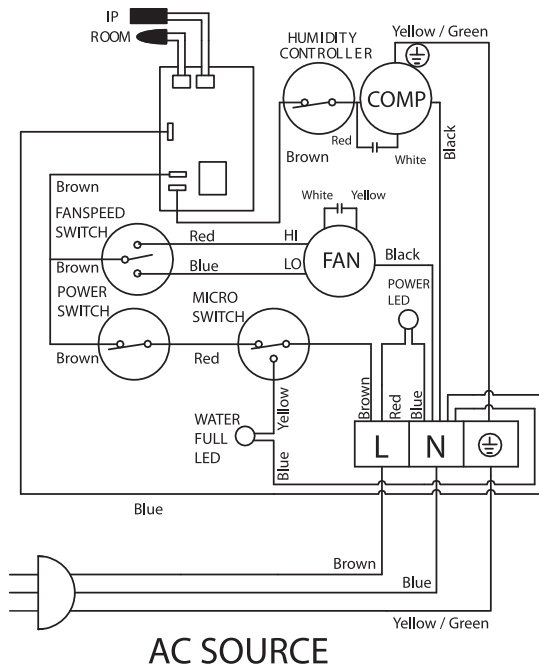 IP
ROOM
HUMIDITY
CONTROLLER
Yellow / Green
COMP
Red
White
Black
Brown
Brown
FANSPEED
SWITCH
Red
HI
White
Yellow
FAN
Black
Brown
Blue
LO
POWER
SWITCH
MICRO
SWITCH
POWER
LED
Brown
Red
Yellow
Brown
Red
Blue
WATER
FULL
LED
Blue
L
N
Blue
Brown
Blue
Yellow / Green
AC SOURCE